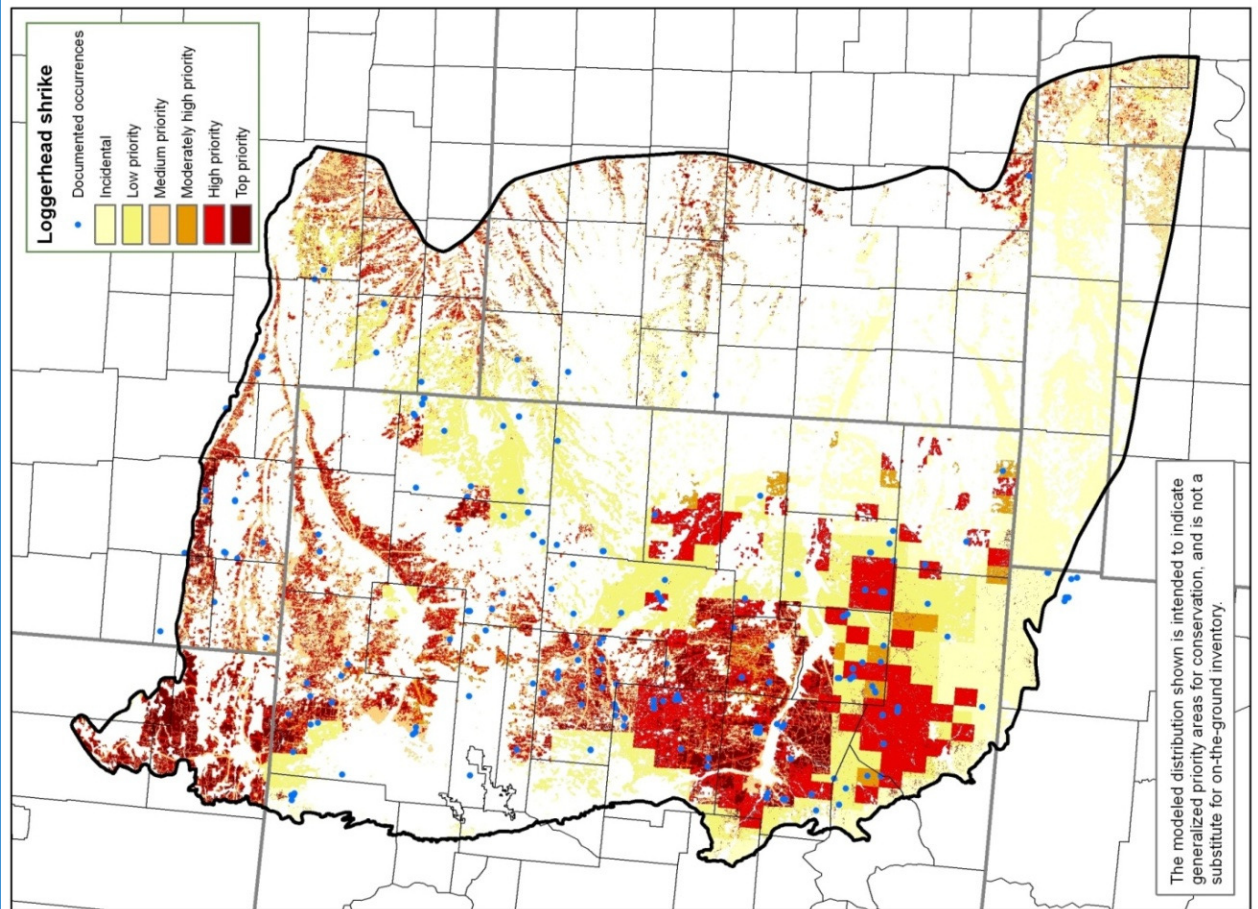 Loggerhead shrike
Documented occurrences
Incidental
Low priority
Medium priority
Moderately high priority
High priority
Top priority
The modeled distribution shown is intended to indicate
generalized priority areas for conservation, and is not a
substitute for on-the-ground inventory.